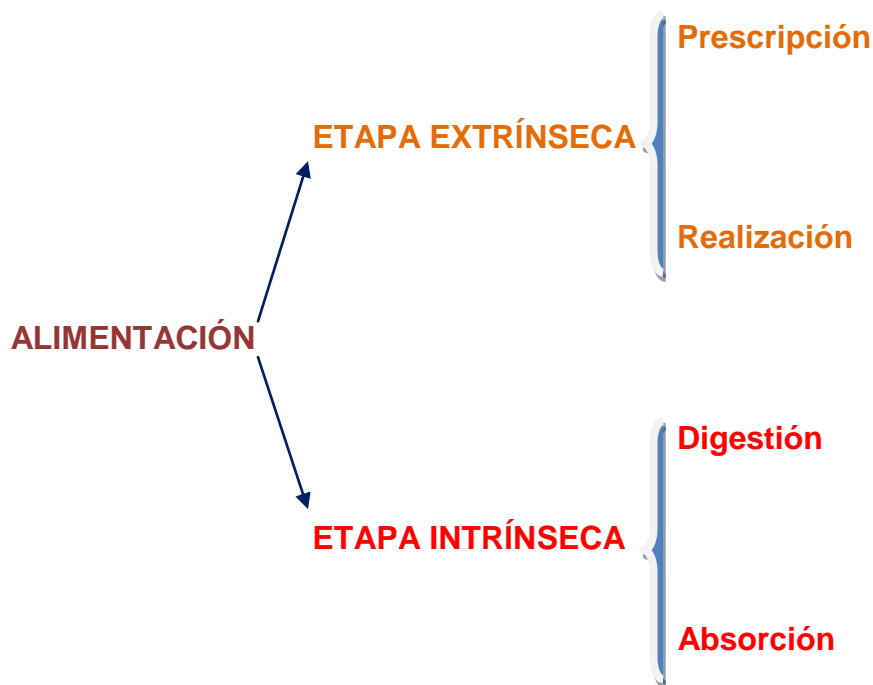 Prescripción
ETAPA EXTRÍNSECA
Realización
ALIMENTACIÓN
Digestión
ETAPA INTRÍNSECA
Absorción